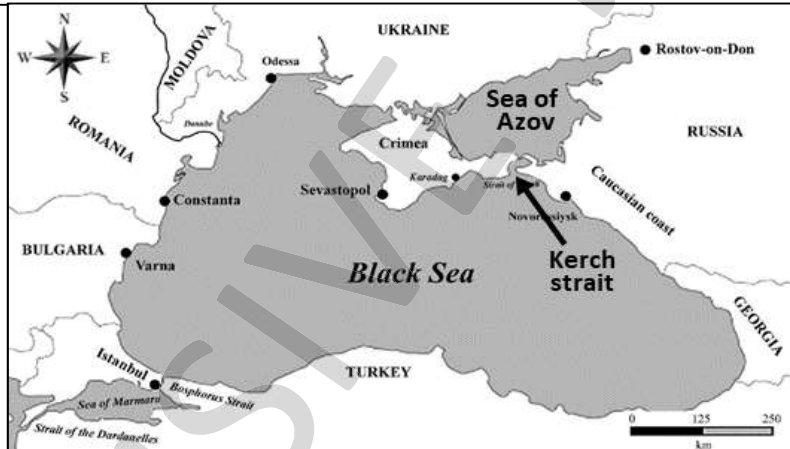 N
W
E
S
MOLDOVA
UKRAINE
Odessa
Rostov-on-Don
Sea of
Azov
ROMANIA
Danube
Crimea
RUSSIA
Karadag
Strait of
Sevastopol
Constanta
Caucasian coast
Novorossiysk
BULGARIA
Varna
Black Sea
Kerch
strait
GEORGIA
Istanbul
Bosphorus Strait
TURKEY
Sea of Marmara
Strait of the Dardanelles
0 125 250
km